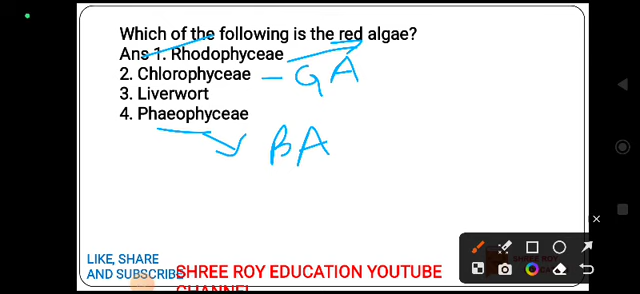 Which of the following is the red algae?
Ans 1. Rhodophyceae
2. Chlorophyceae – GA
3. Liverwort
4. Phaeophyceae
BA
LIKE, SHARE
AND SUBSCRIBE
SHREE ROY EDUCATION YOUTUBE
CHANNEL